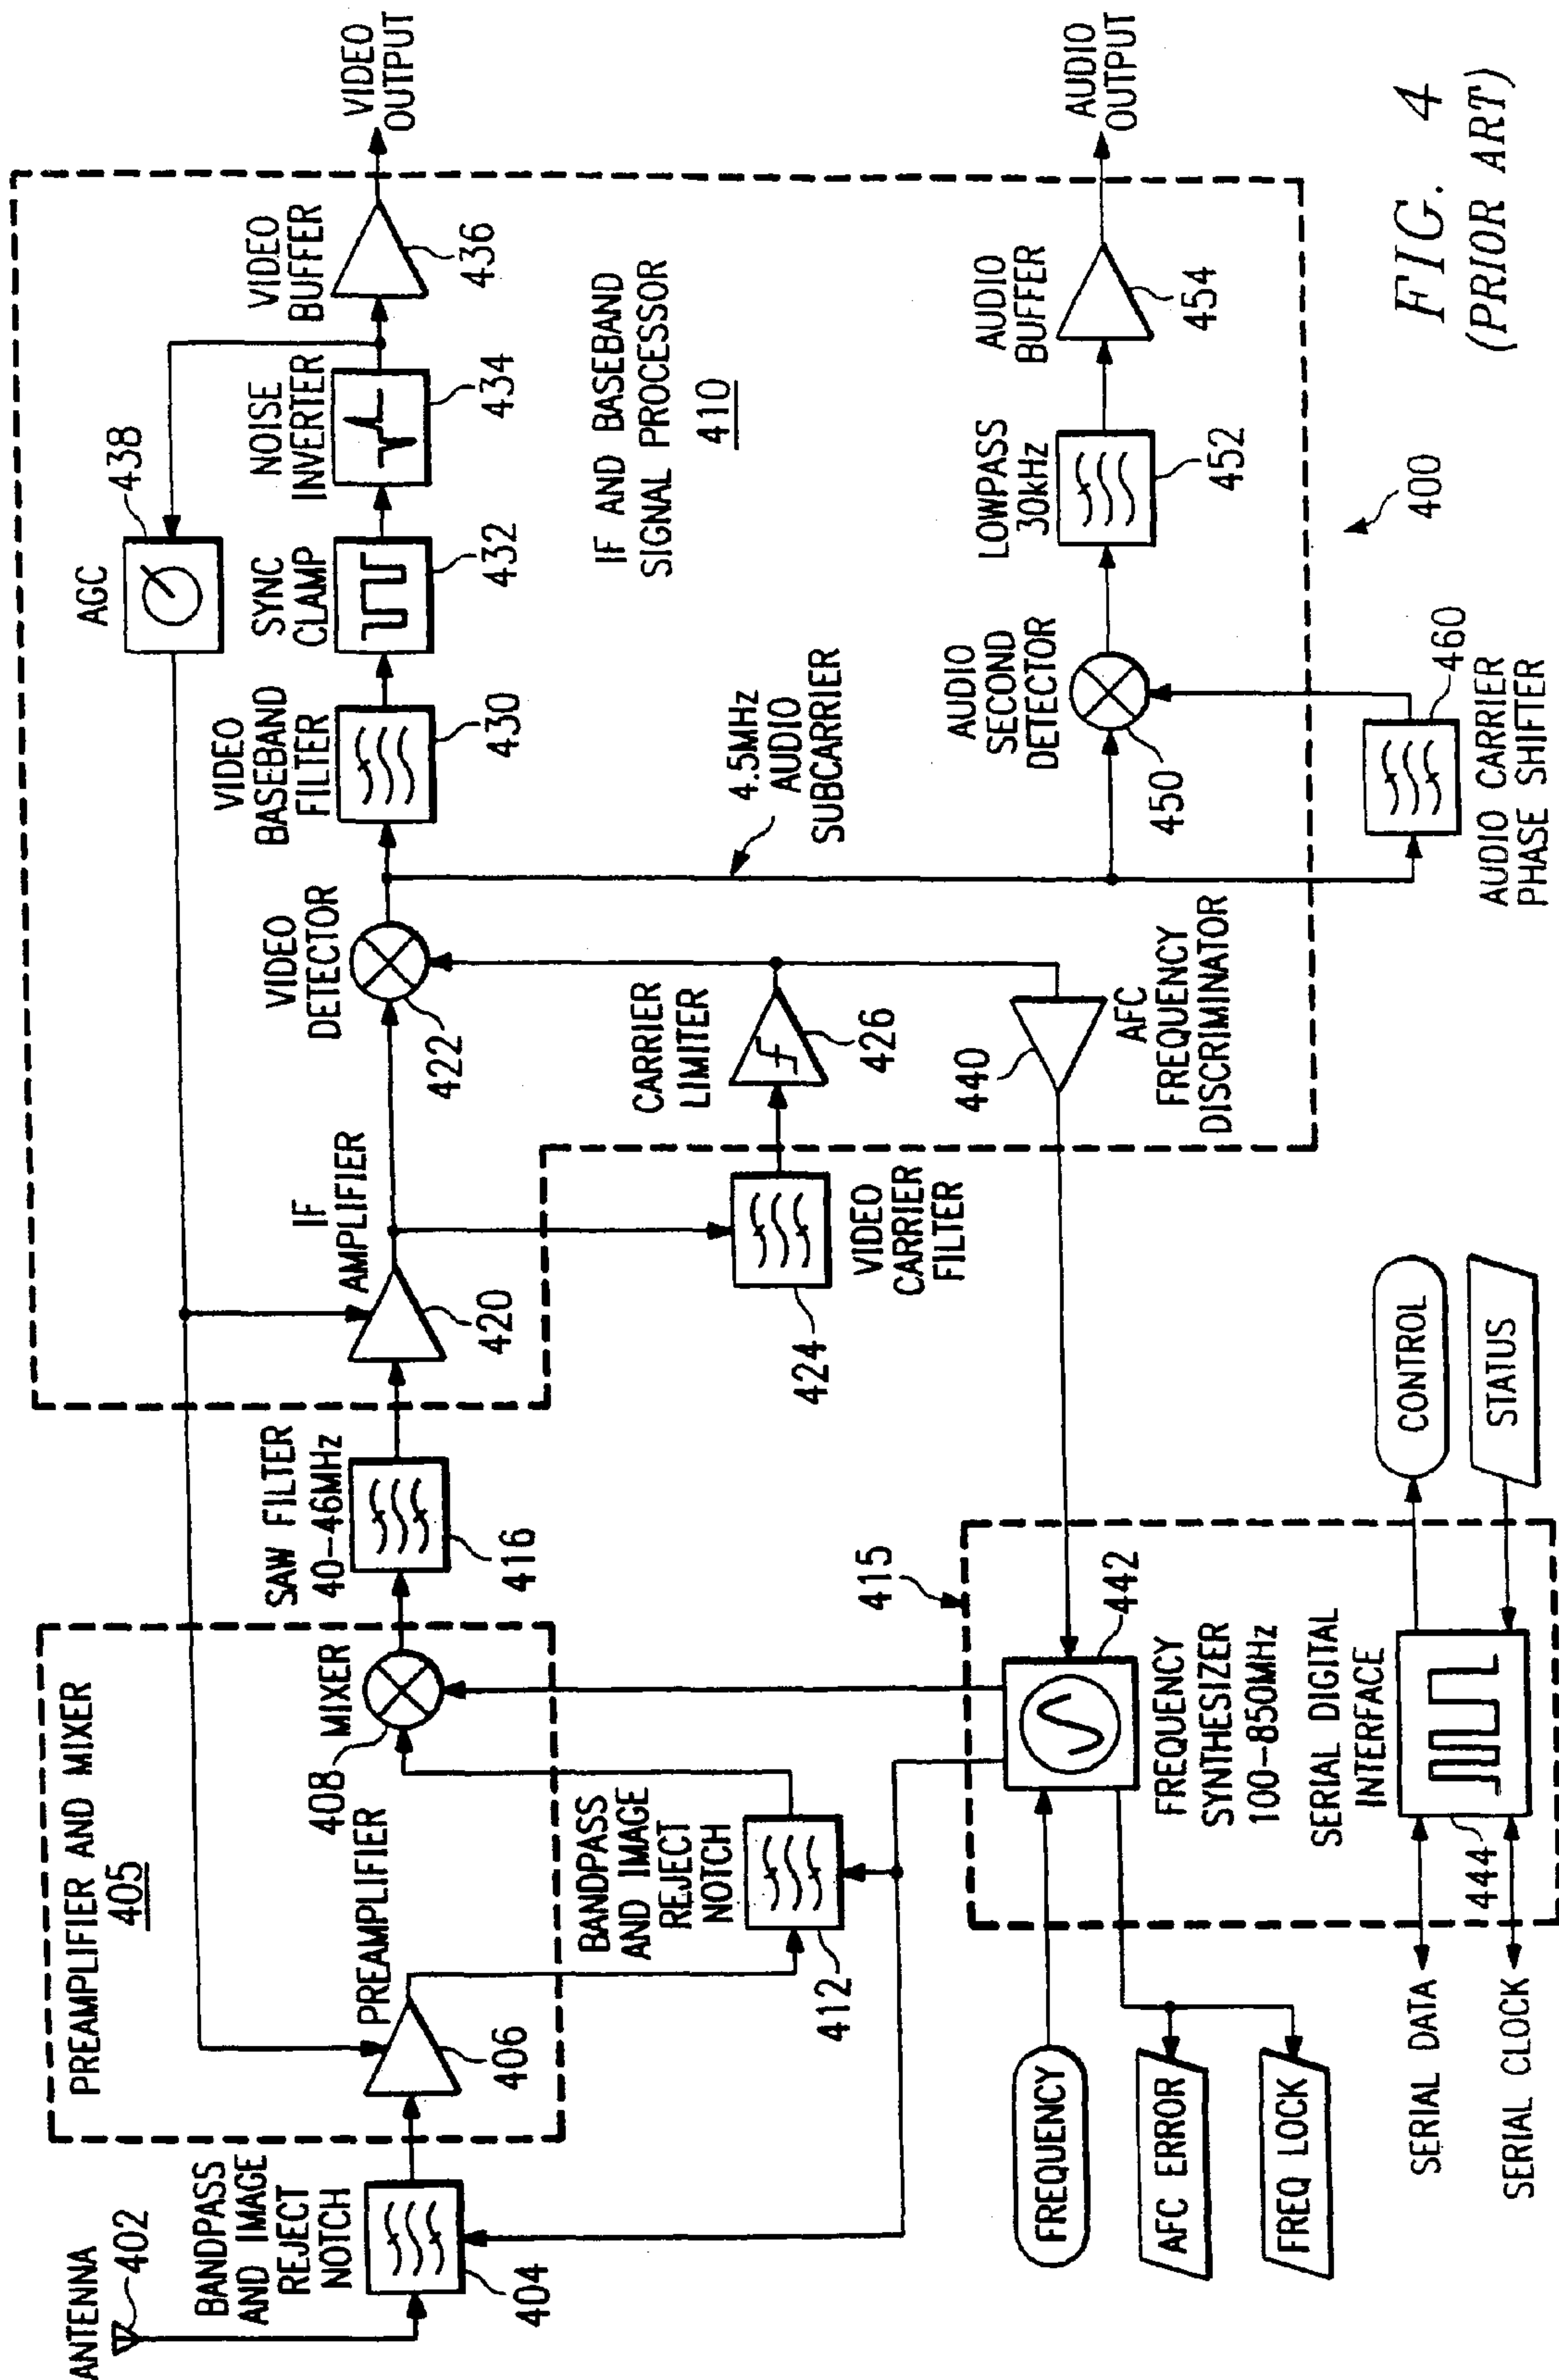 ANTENNA
402
BANDPASS
AND IMAGE
REJECT
NOTCH
404
PREAMPLIFIER AND MIXER
405
PREAMPLIFIER
406
408
MIXER
BANDPASS
AND IMAGE
REJECT
NOTCH
412
SAW FILTER
40-46MHz
416
IF
AMPLIFIER
420
VIDEO
DETECTOR
422
VIDEO
CARRIER
FILTER
424
CARRIER
LIMITER
426
AGC
438
VIDEO
BASEBAND
FILTER
430
SYNC
CLAMP
432
NOISE
INVERTER
434
VIDEO
BUFFER
436
VIDEO
OUTPUT
IF AND BASEBAND
SIGNAL PROCESSOR
410
4.5MHz
AUDIO
SUBCARRIER
440
AFC
FREQUENCY
DISCRIMINATOR
AUDIO
SECOND
DETECTOR
450
LOWPASS
30kHz
452
AUDIO
BUFFER
454
AUDIO
OUTPUT
460
AUDIO CARRIER
PHASE SHIFTER
400
415
442
FREQUENCY
SYNTHESIZER
100-850MHz
SERIAL DIGITAL
INTERFACE
444
FREQUENCY
AFC ERROR
FREQ LOCK
SERIAL DATA
SERIAL CLOCK
CONTROL
STATUS
FIG. 4
(PRIOR ART)